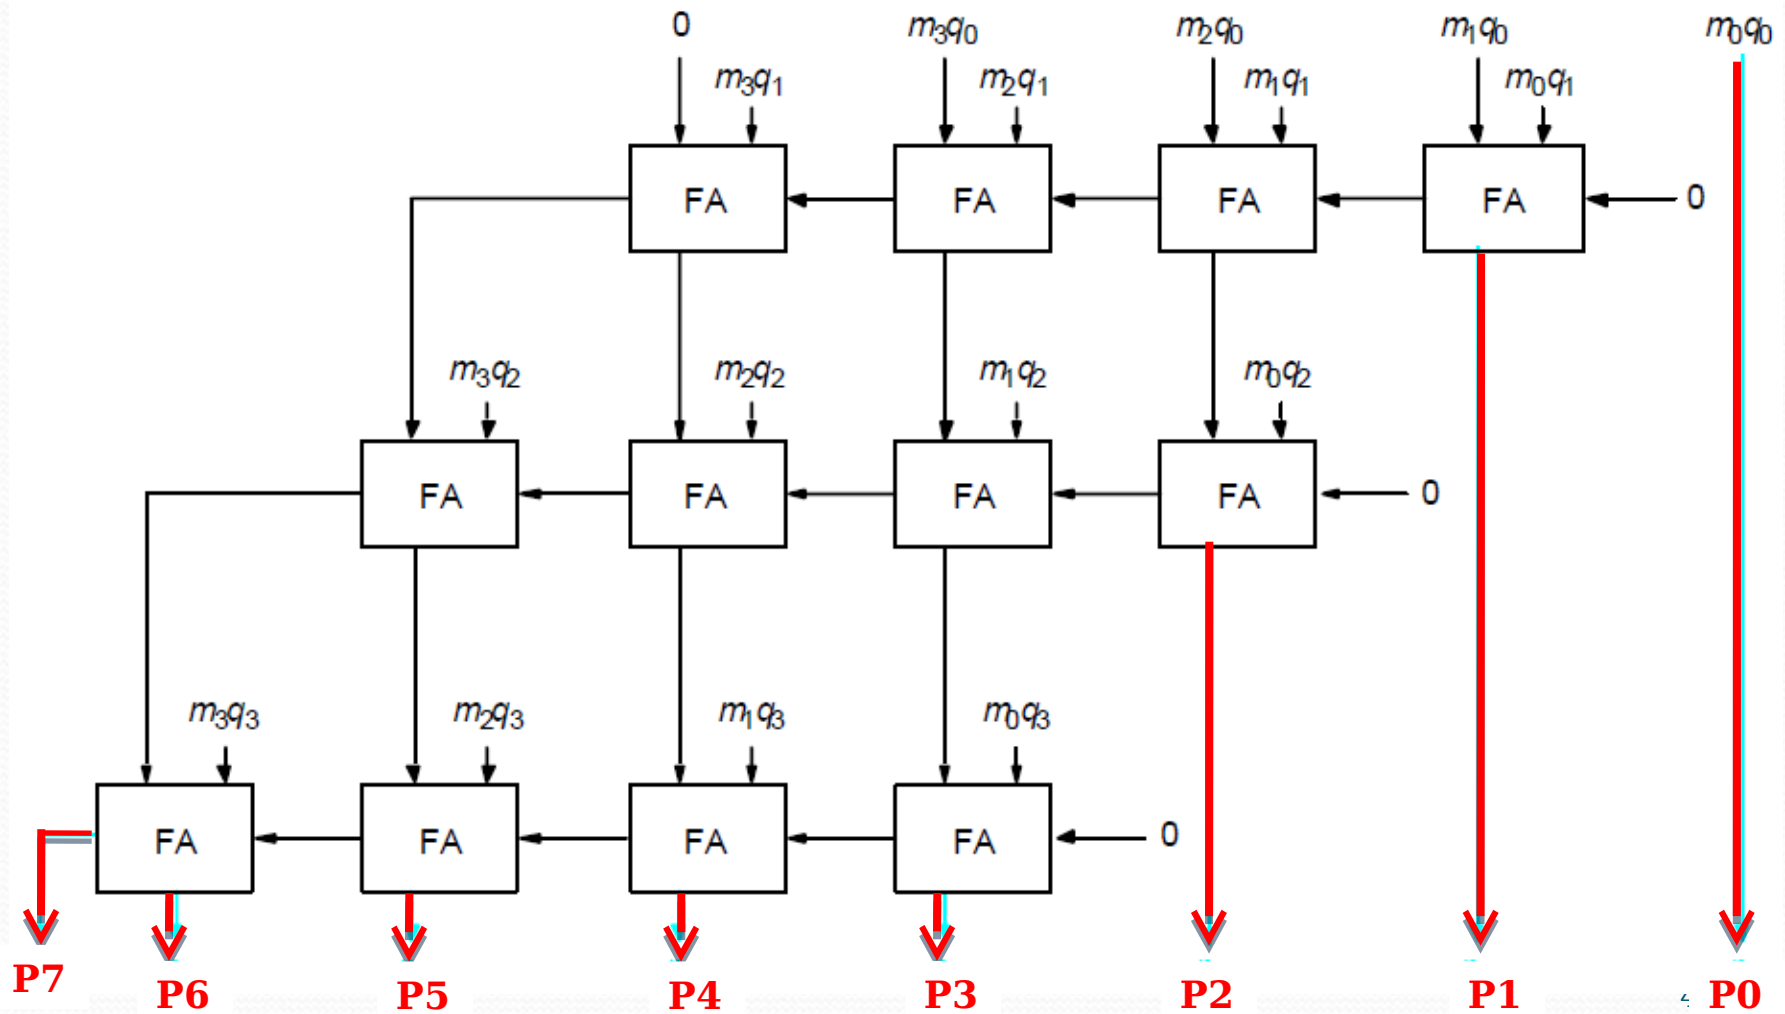 0 m₃q₀ m₂q₀ m₁q₀ m₀q₀
m₃q₁ m₂q₁ m₁q₁ m₀q₁
FA FA FA FA 0
m₃q₂ m₂q₂ m₁q₂ m₀q₂
FA FA FA FA 0
m₃q₃ m₂q₃ m₁q₃ m₀q₃
FA FA FA FA 0
P7 P6 P5 P4 P3 P2 P1 P0